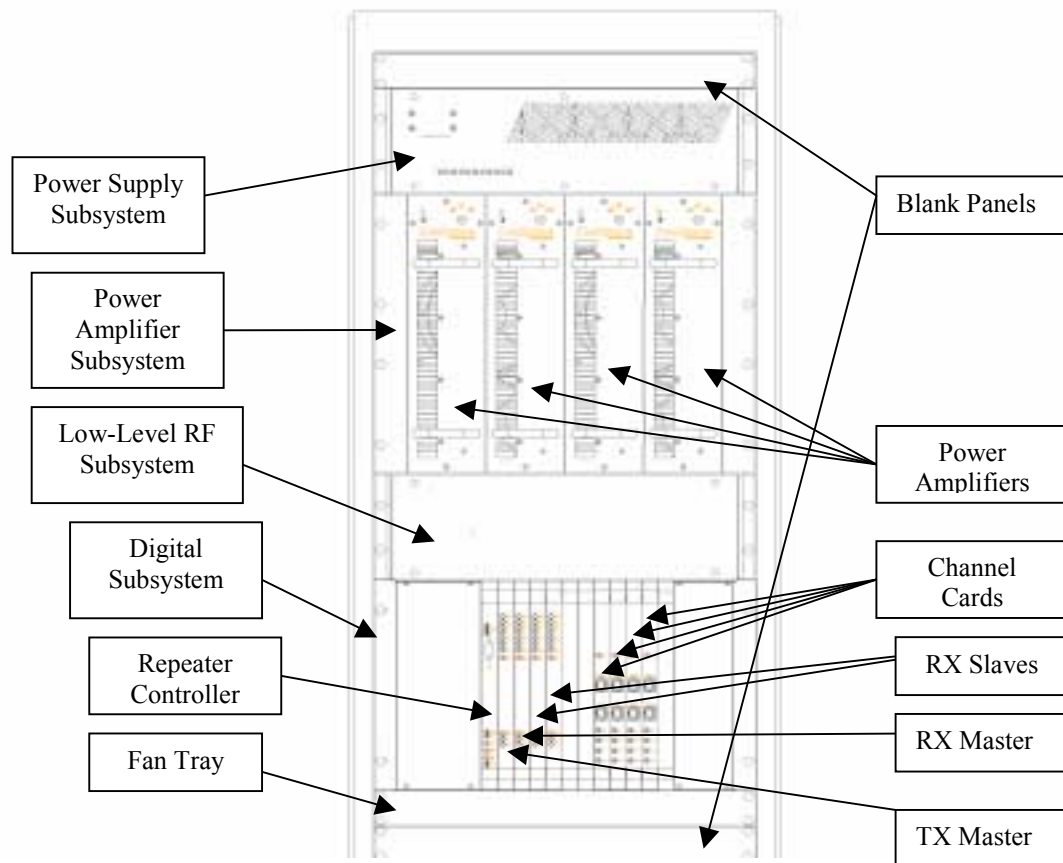 Power Supply
Subsystem
Power
Amplifier
Subsystem
Low-Level RF
Subsystem
Digital
Subsystem
Repeater
Controller
Fan Tray
Blank Panels
Power
Amplifiers
Channel
Cards
RX Slaves
RX Master
TX Master